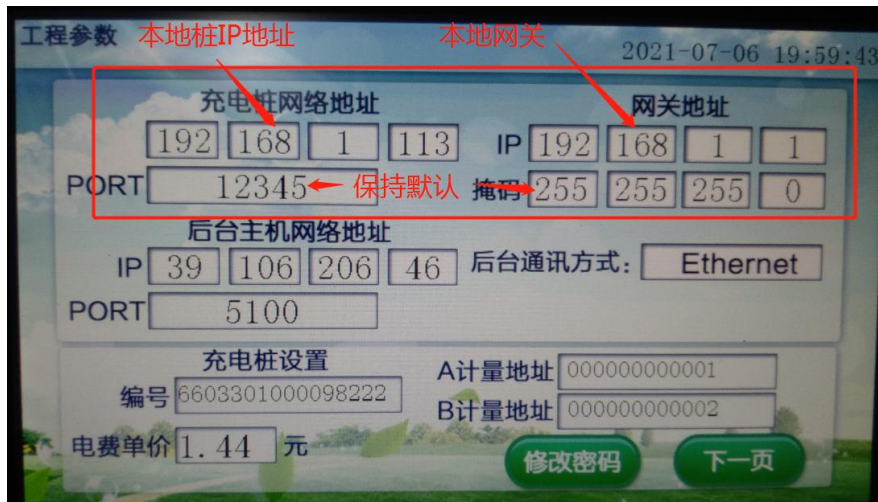 工程参数 本地桩IP地址 本地网关 2021-07-06 19:59:43
充电桩网络地址 网关地址
192 168 1 113 IP 192 168 1 1
PORT 12345 保持默认 掩码 255 255 255 0
后台主机网络地址
IP 39 106 206 46 后台通讯方式: Ethernet
PORT 5100
充电桩设置
A计量地址 000000000001
编号 6603301000098222
B计量地址 000000000002
电费单价 1.44 元
修改密码 下一页